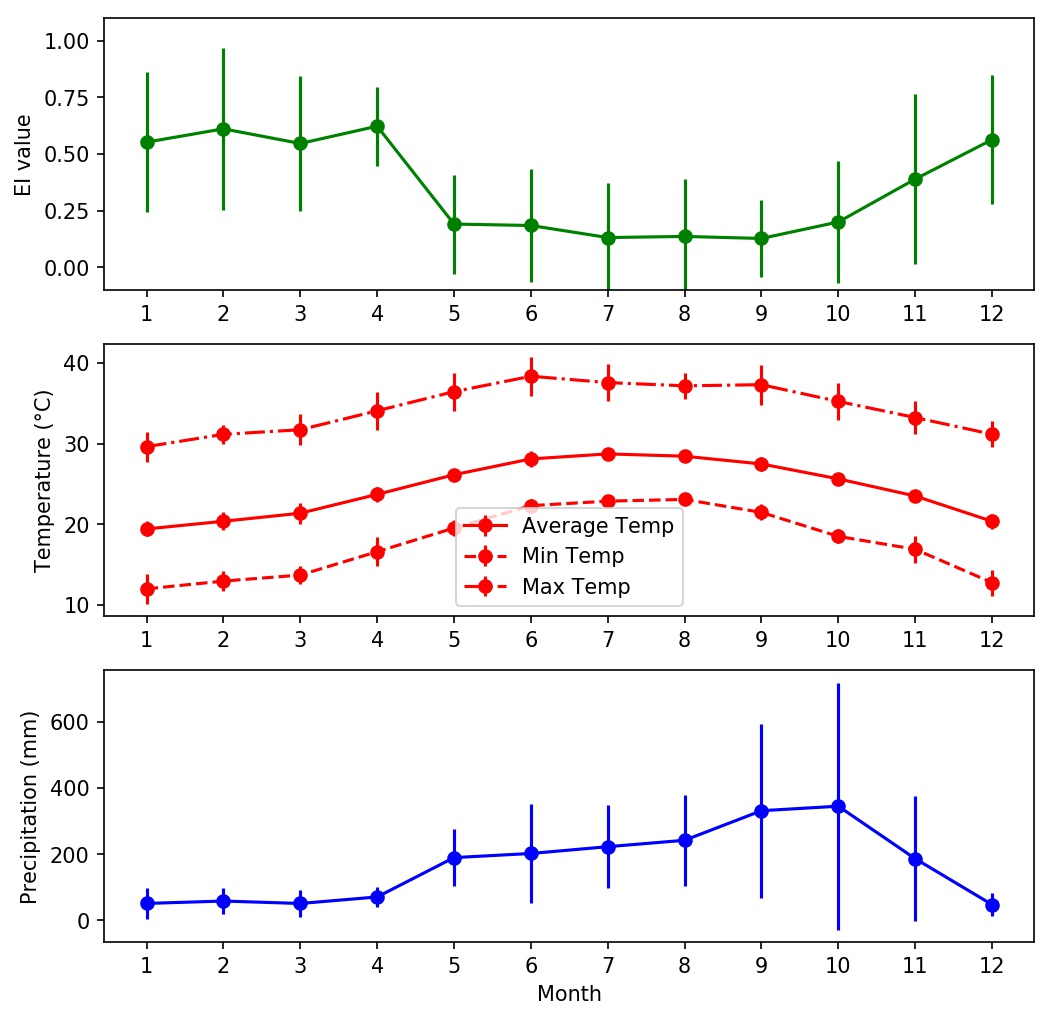 EI value
1.00
0.75
0.50
0.25
0.00
1 2 3 4 5 6 7 8 9 10 11 12
Temperature (°C)
40
30
20
10
Average Temp
Min Temp
Max Temp
1 2 3 4 5 6 7 8 9 10 11 12
Precipitation (mm)
600
400
200
0
1 2 3 4 5 6 7 8 9 10 11 12
Month